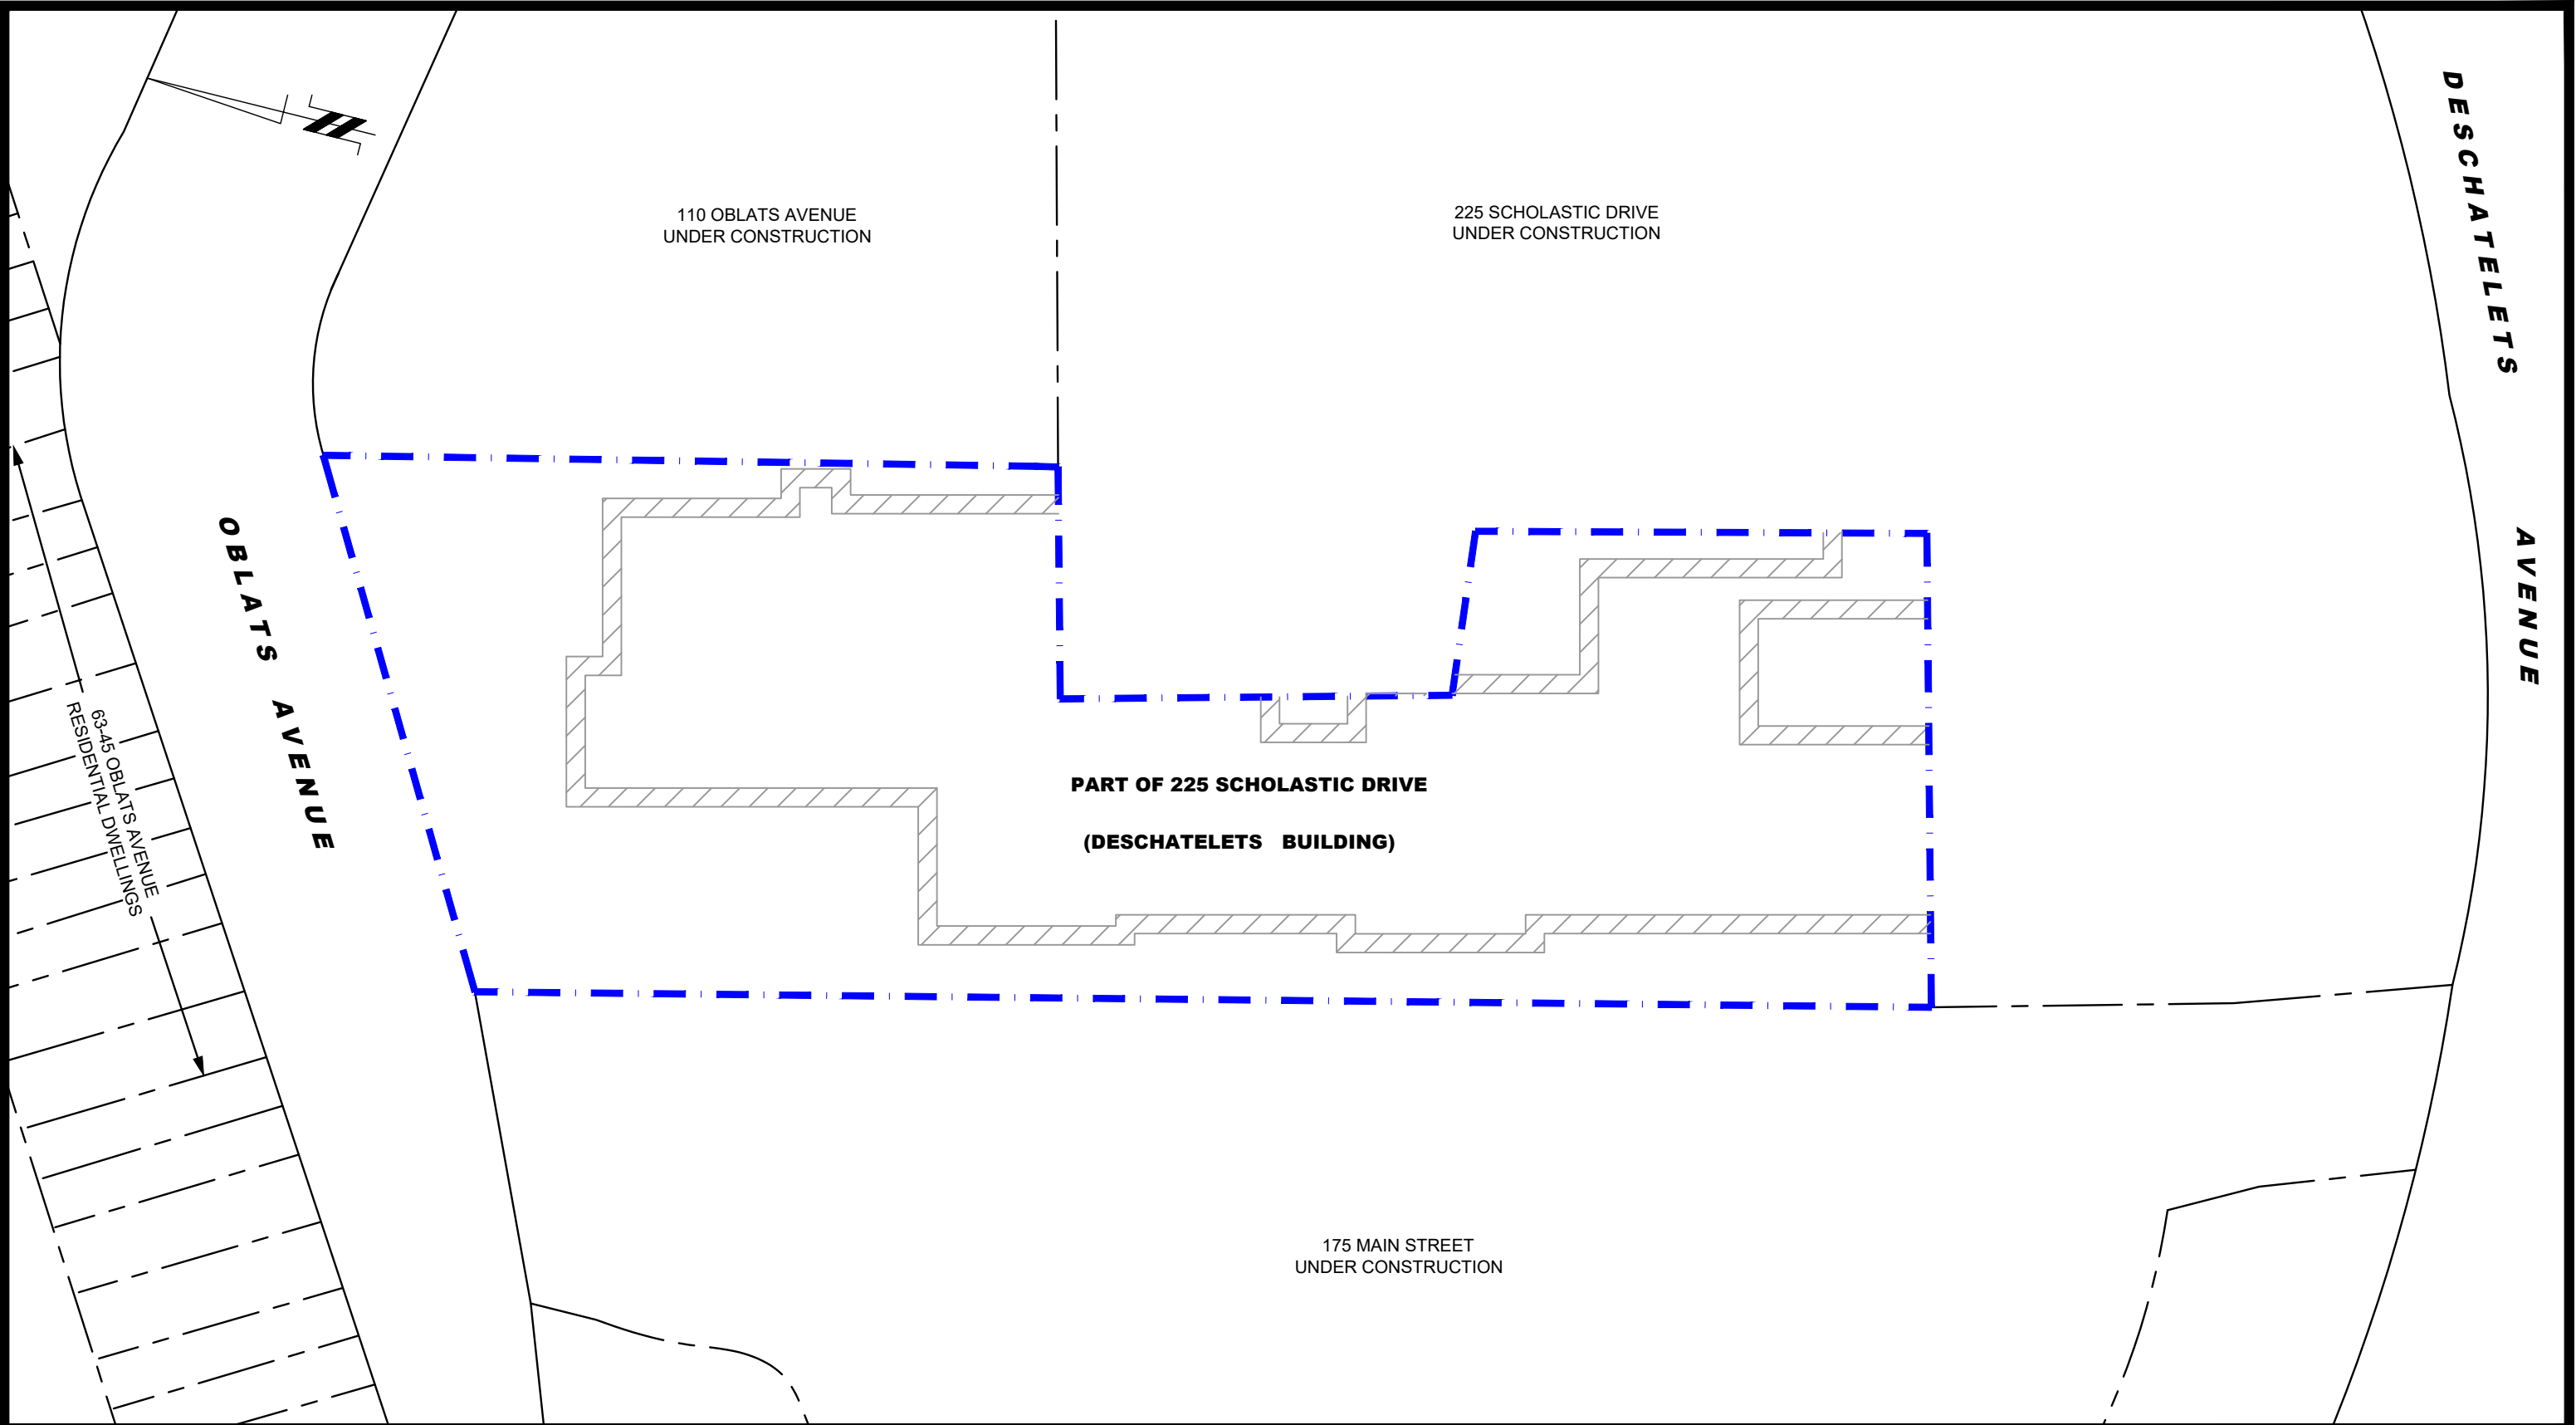 110 OBLATS AVENUE
UNDER CONSTRUCTION
225 SCHOLASTIC DRIVE
UNDER CONSTRUCTION
DESCHATELETS AVENUE
OBLATS AVENUE
63-45 OBLATS AVENUE
RESIDENTIAL DWELLINGS
PART OF 225 SCHOLASTIC DRIVE
(DESCHATELETS BUILDING)
175 MAIN STREET
UNDER CONSTRUCTION